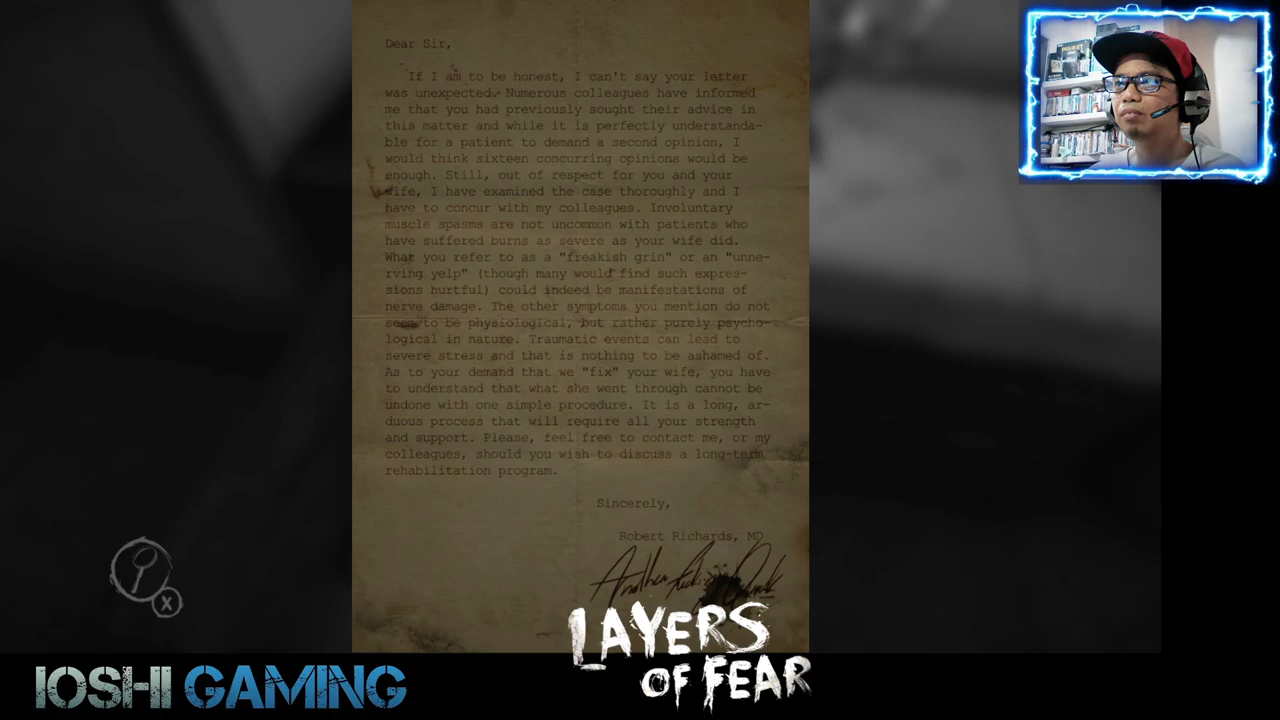 Dear Sir,
If I am to be honest, I can't say your letter
was unexpected. Numerous colleagues have informed
me that you had previously sought their advice in
this matter and while it is perfectly understanda-
ble for a patient to demand a second opinion, I
would think sixteen concurring opinions would be
enough. Still, out of respect for you and your
wife, I have examined the case thoroughly and I
have to concur with my colleagues. Involuntary
muscle spasms are not uncommon with patients who
have suffered burns as severe as your wife did.
What you refer to as a "freakish grin" or an "unne-
rving yelp" (though many would find such expres-
sions hurtful) could indeed be manifestations of
nerve damage. The other symptoms you mention do not
seem to be physiological, but rather purely psycho-
logical in nature. Traumatic events can lead to
severe stress and that is nothing to be ashamed of.
As to your demand that we "fix" your wife, you have
to understand that what she went through cannot be
undone with one simple procedure. It is a long, ar-
duous process that will require all your strength
and support. Please, feel free to contact me, or my
colleagues, should you wish to discuss a long-term
rehabilitation program.
Sincerely,
Robert Richards, MD
Another
X
LAYERS
OF FEAR
IOSHI GAMING